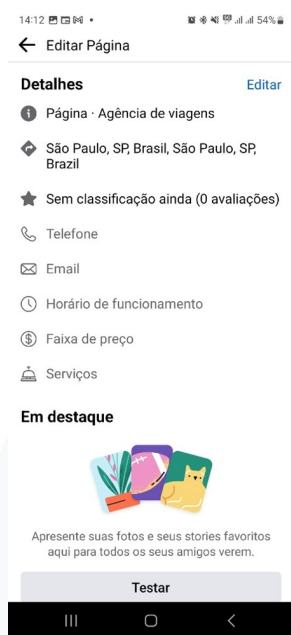 14:12
54%
Editar Página
Detalhes
Editar
Página · Agência de viagens
São Paulo, SP, Brasil, São Paulo, SP,
Brazil
Sem classificação ainda (0 avaliações)
Telefone
Email
Horário de funcionamento
Faixa de preço
Serviços
Em destaque
Apresente suas fotos e seus stories favoritos
aqui para todos os seus amigos verem.
Testar